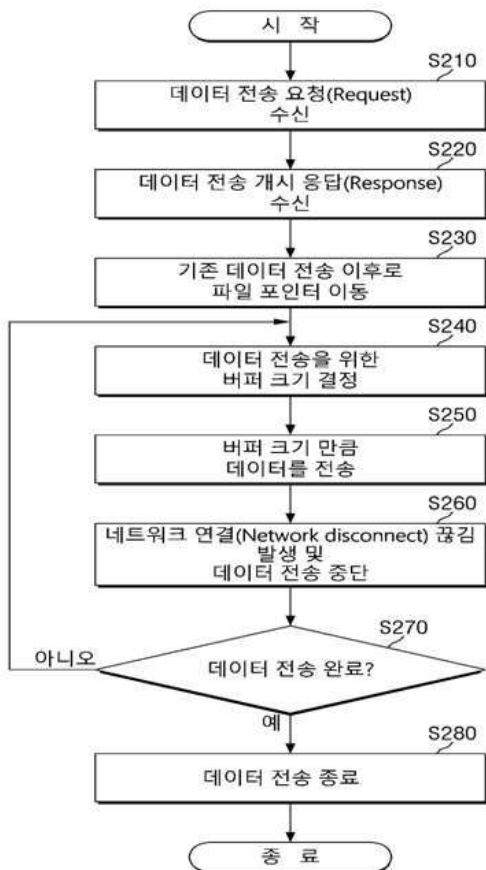 시 작
S210
데이터 전송 요청(Request)
수신
S220
데이터 전송 개시 응답(Response)
수신
S230
기존 데이터 전송 이후로
파일 포인터 이동
S240
데이터 전송을 위한
버퍼 크기 결정
S250
버퍼 크기 만큼
데이터를 전송
S260
네트워크 연결(Network disconnect) 끊김
발생 및
데이터 전송 중단
S270
아니오
데이터 전송 완료?
예
S280
데이터 전송 종료
종 료